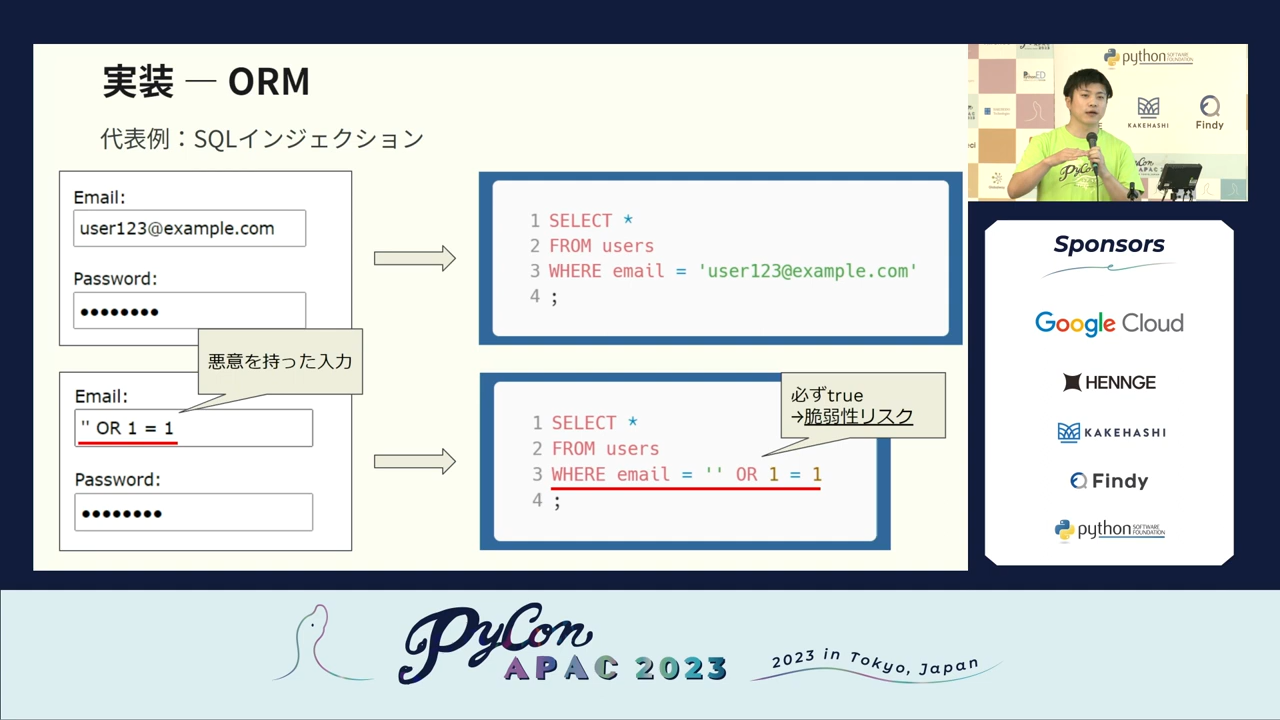 実装 — ORM
代表例：SQLインジェクション
Email:
user123@example.com
Password:
••••••••
1 SELECT *
2 FROM users
3 WHERE email = 'user123@example.com'
4 ;
悪意を持った入力
Email:
'' OR 1 = 1
Password:
••••••••
必ずtrue
→脆弱性リスク
1 SELECT *
2 FROM users
3 WHERE email = '' OR 1 = 1
4 ;
python
SOFTWARE
FOUNDATION
KAKEHASHI
Findy
PyCon
APAC
Sponsors
Google Cloud
HENNGE
KAKEHASHI
Findy
python SOFTWARE
FOUNDATION
PyCon
APAC 2023
2023 in Tokyo, Japan